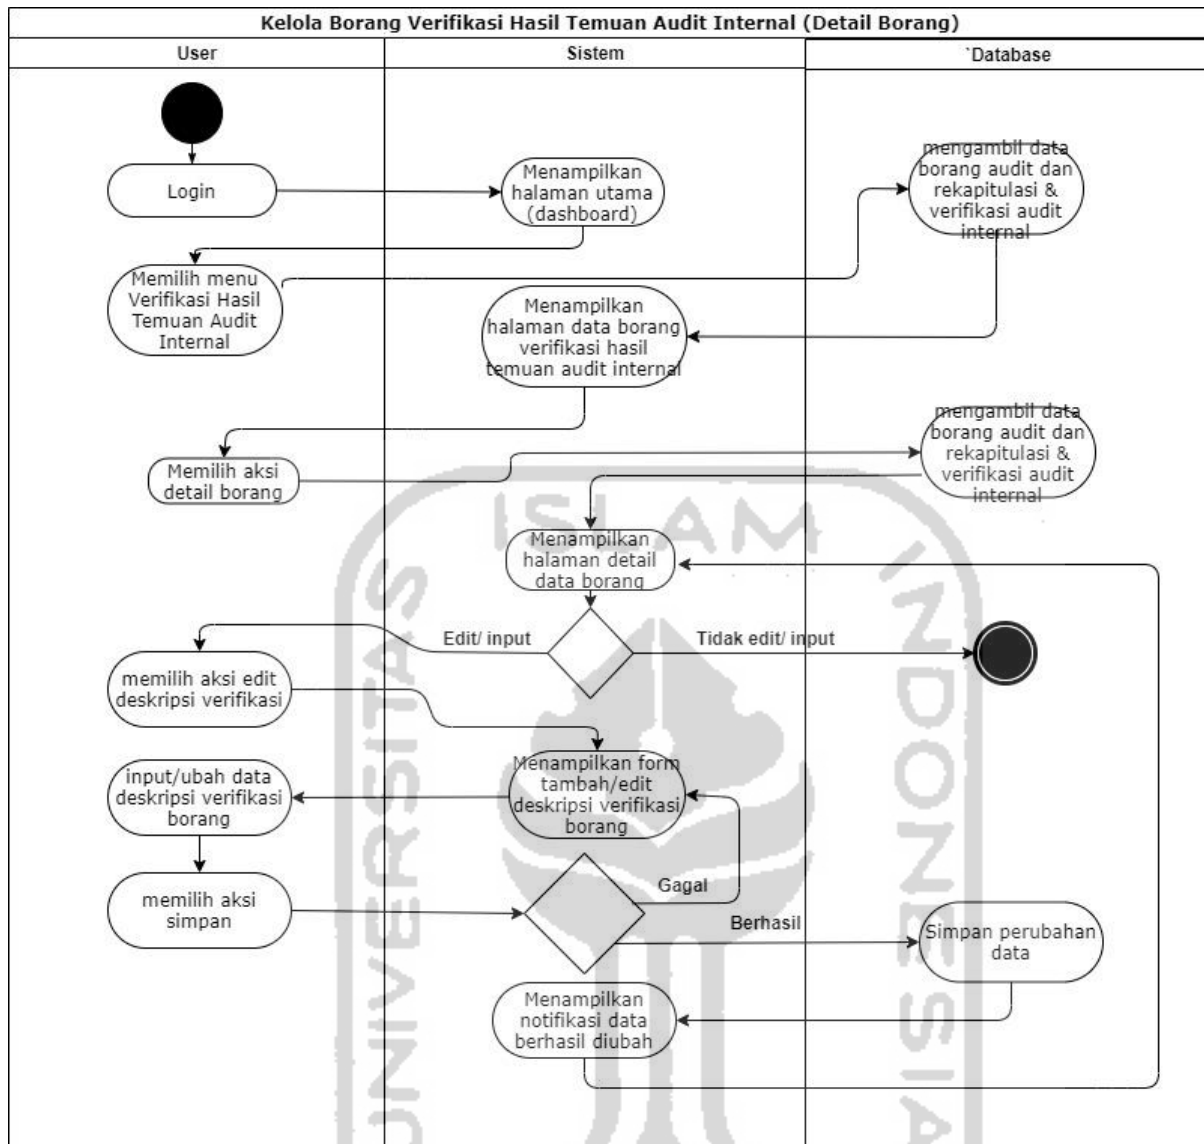 Kelola Borang Verifikasi Hasil Temuan Audit Internal (Detail Borang)
User
Sistem
`Database
Login
Menampilkan
halaman utama
(dashboard)
mengambil data
borang audit dan
rekapitulasi &
verifikasi audit
internal
Memilih menu
Verifikasi Hasil
Temuan Audit
Internal
Menampilkan
halaman data borang
verifikasi hasil
temuan audit internal
Memilih aksi
detail borang
mengambil data
borang audit dan
rekapitulasi &
verifikasi audit
internal
Menampilkan
halaman detail
data borang
Edit/ input
Tidak edit/ input
memilih aksi edit
deskripsi verifikasi
Menampilkan form
tambah/edit
deskripsi verifikasi
borang
input/ubah data
deskripsi verifikasi
borang
memilih aksi
simpan
Gagal
Berhasil
Simpan perubahan
data
Menampilkan
notifikasi data
berhasil diubah
UNIVERSITAS
ISLAM
INDONESIA